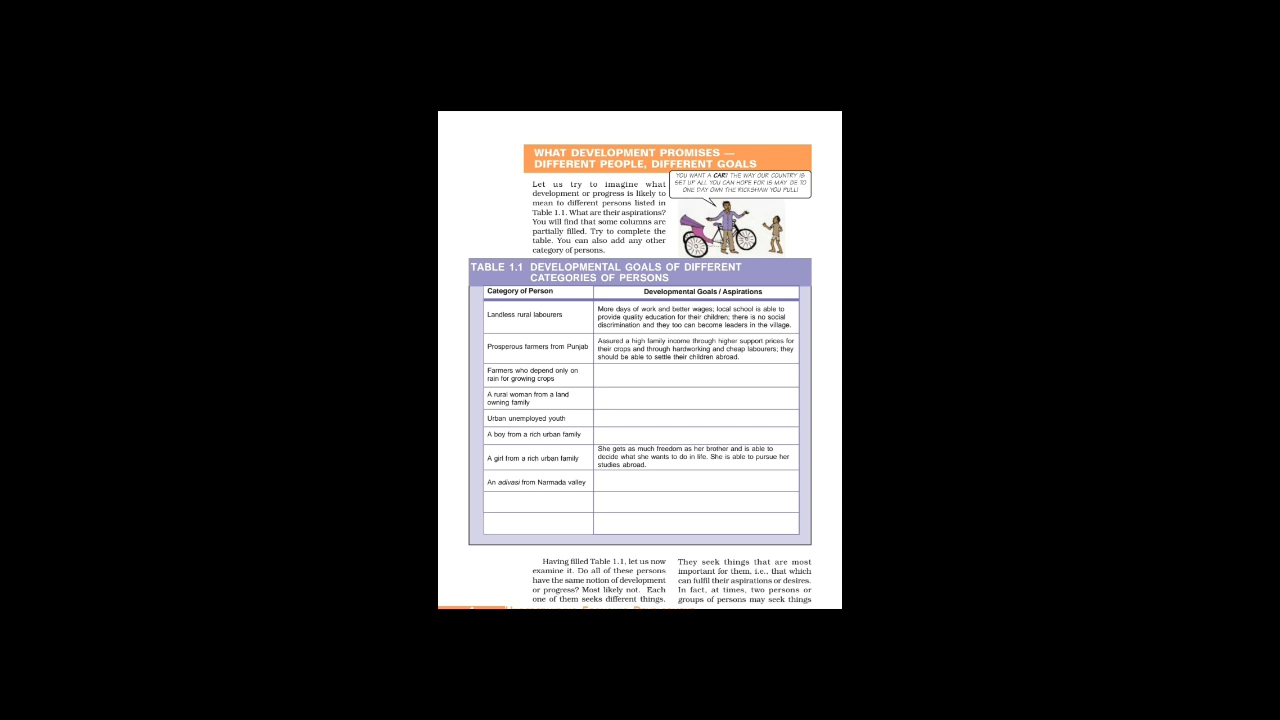 WHAT DEVELOPMENT PROMISES —
DIFFERENT PEOPLE, DIFFERENT GOALS
YOU WANT A CAR? THE WAY OUR COUNTRY IS
SET UP ALL YOU CAN HOPE FOR IS MAY BE TO
ONE DAY OWN THE RICKSHAW YOU PULL!
Let us try to imagine what
development or progress is likely to
mean to different persons listed in
Table 1.1. What are their aspirations?
You will find that some columns are
partially filled. Try to complete the
table. You can also add any other
category of persons.
TABLE 1.1 DEVELOPMENTAL GOALS OF DIFFERENT
CATEGORIES OF PERSONS
Category of Person
Developmental Goals / Aspirations
Landless rural labourers
More days of work and better wages; local school is able to
provide quality education for their children; there is no social
discrimination and they too can become leaders in the village.
Prosperous farmers from Punjab
Assured a high family income through higher support prices for
their crops and through hardworking and cheap labourers; they
should be able to settle their children abroad.
Farmers who depend only on
rain for growing crops
A rural woman from a land
owning family
Urban unemployed youth
A boy from a rich urban family
A girl from a rich urban family
She gets as much freedom as her brother and is able to
decide what she wants to do in life. She is able to pursue her
studies abroad.
An adivasi from Narmada valley
Having filled Table 1.1, let us now
examine it. Do all of these persons
have the same notion of development
or progress? Most likely not. Each
one of them seeks different things.
They seek things that are most
important for them, i.e., that which
can fulfil their aspirations or desires.
In fact, at times, two persons or
groups of persons may seek things